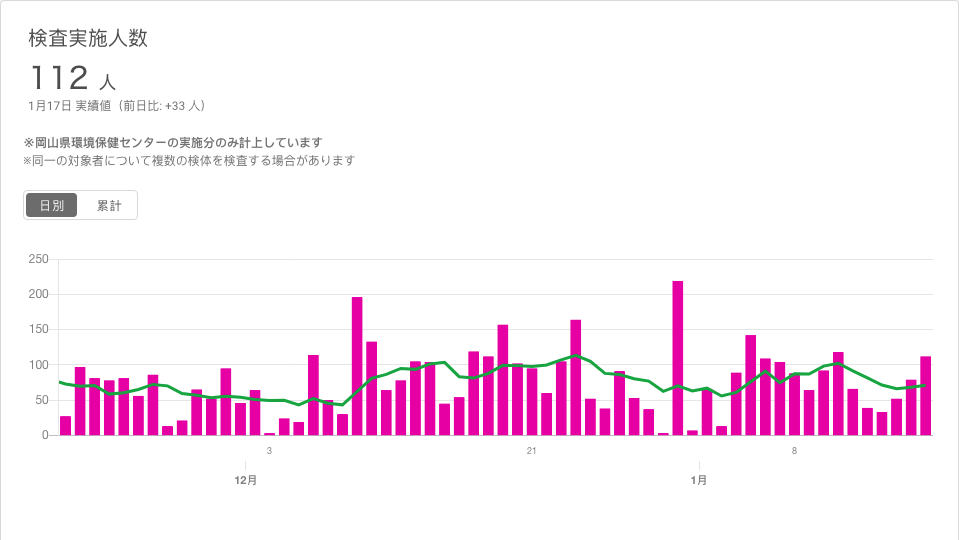 検査実施人数
112 人
1月17日 実績値（前日比: +33 人）
※岡山県環境保健センターの実施分のみ計上しています
※同一の対象者について複数の検体を検査する場合があります
日別 累計
250
200
150
100
50
0
3 21 8
12月 1月